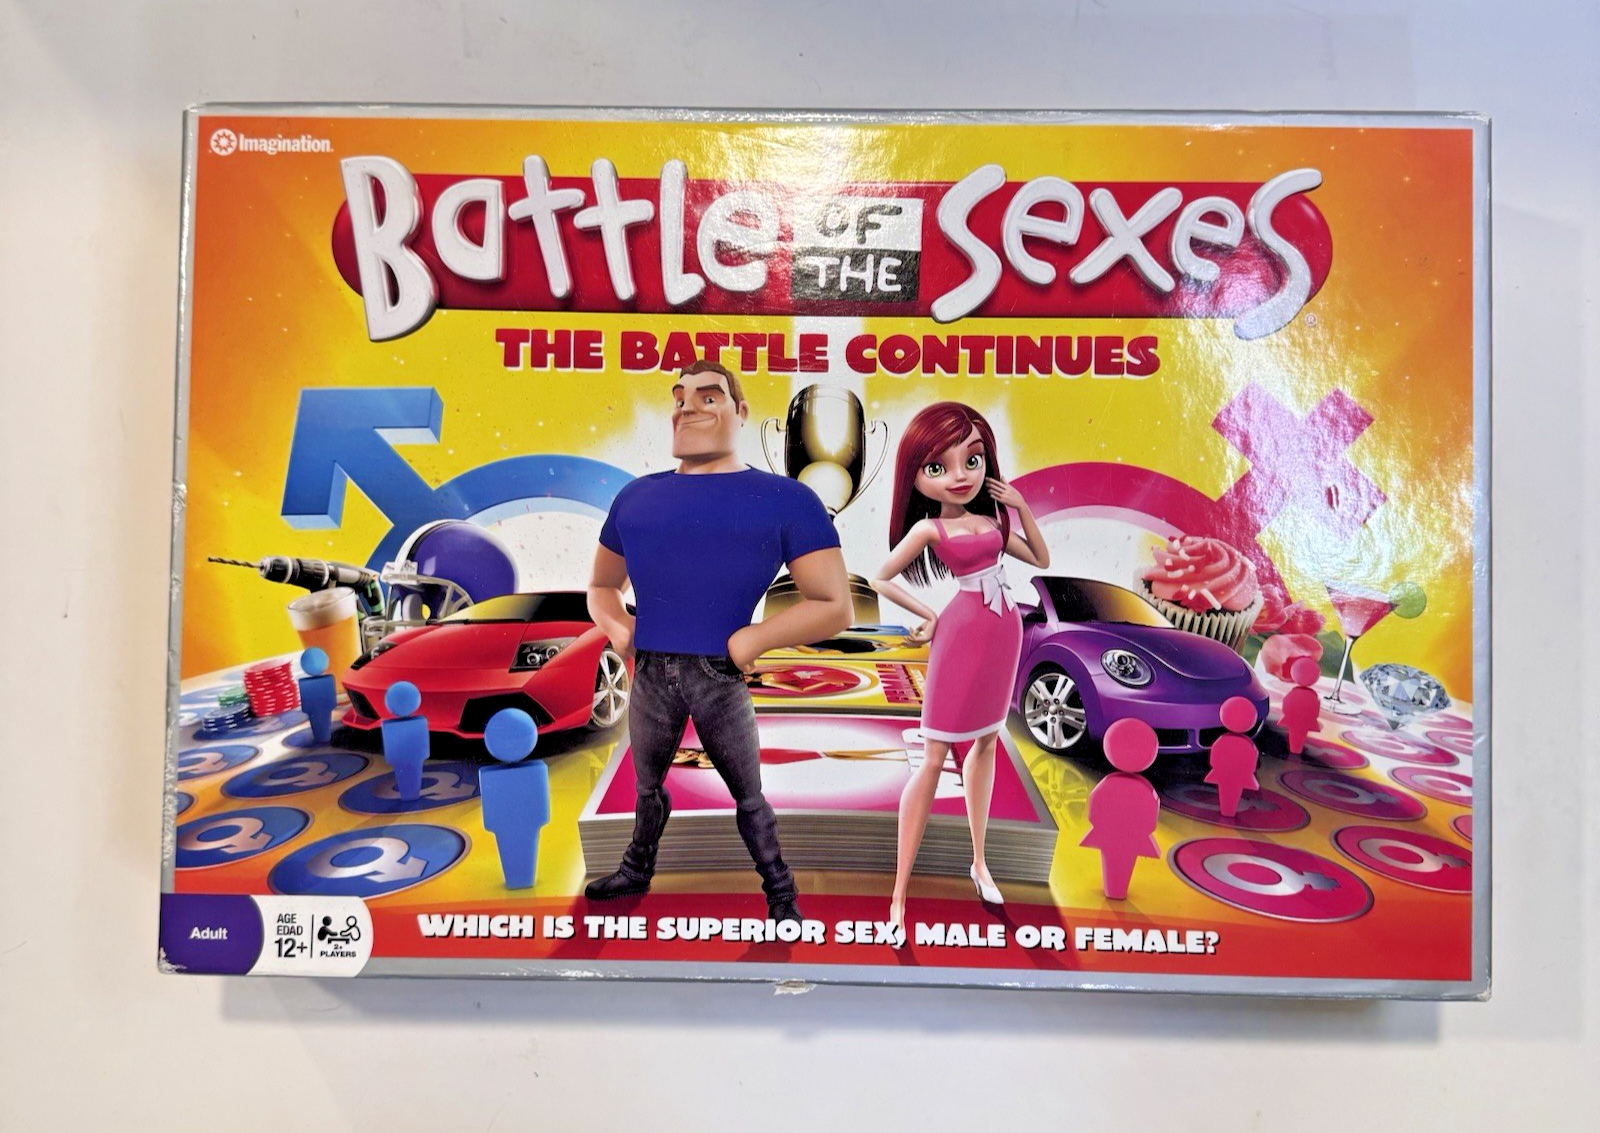 Imagination
Battle OF THE Sexes®
THE BATTLE CONTINUES
WHICH IS THE SUPERIOR SEX, MALE OR FEMALE?
Adult
AGE
EDAD
12+
2+
PLAYERS